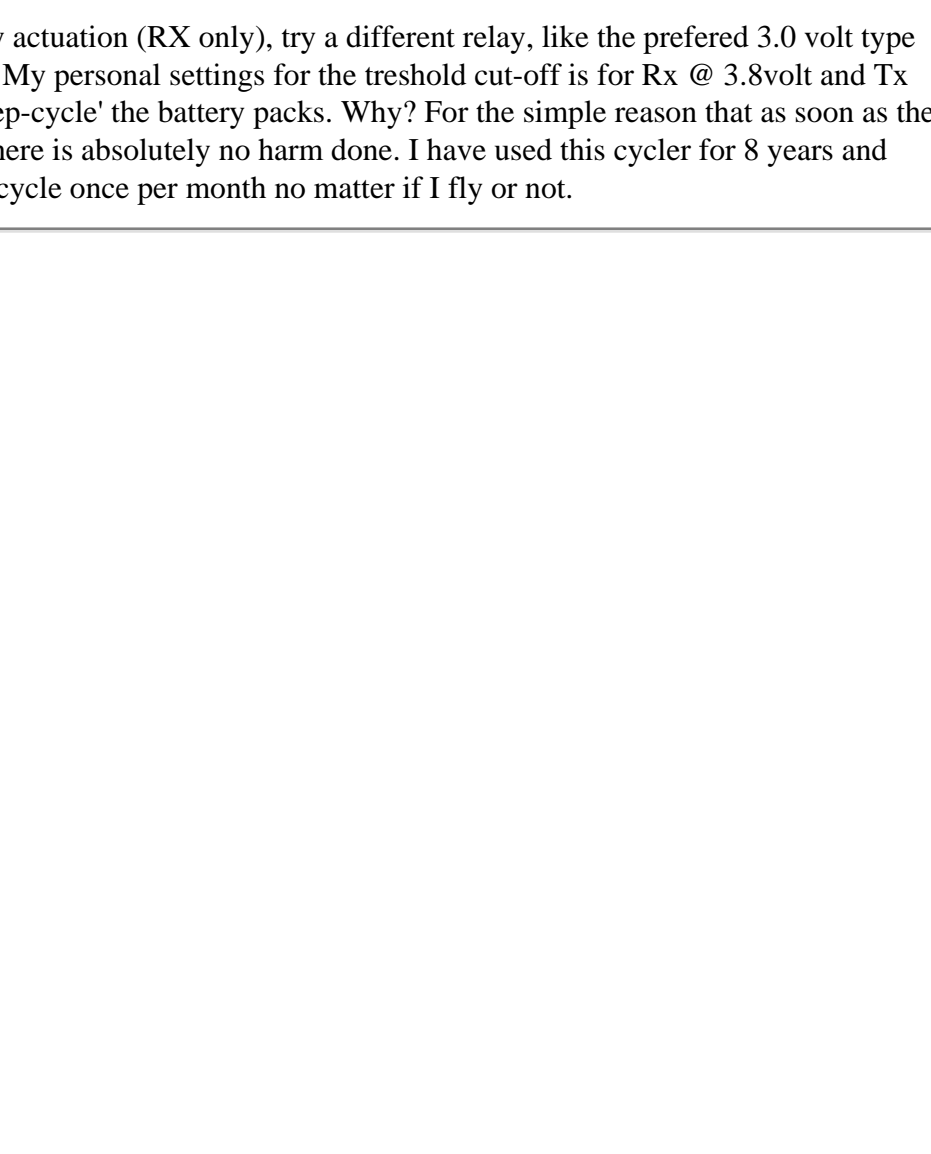 actuation (RX only), try a different relay, like the prefered 3.0 volt type
My personal settings for the treshold cut-off is for Rx @ 3.8volt and Tx
ep-cycle' the battery packs. Why? For the simple reason that as soon as the
here is absolutely no harm done. I have used this cycler for 8 years and
cycle once per month no matter if I fly or not.